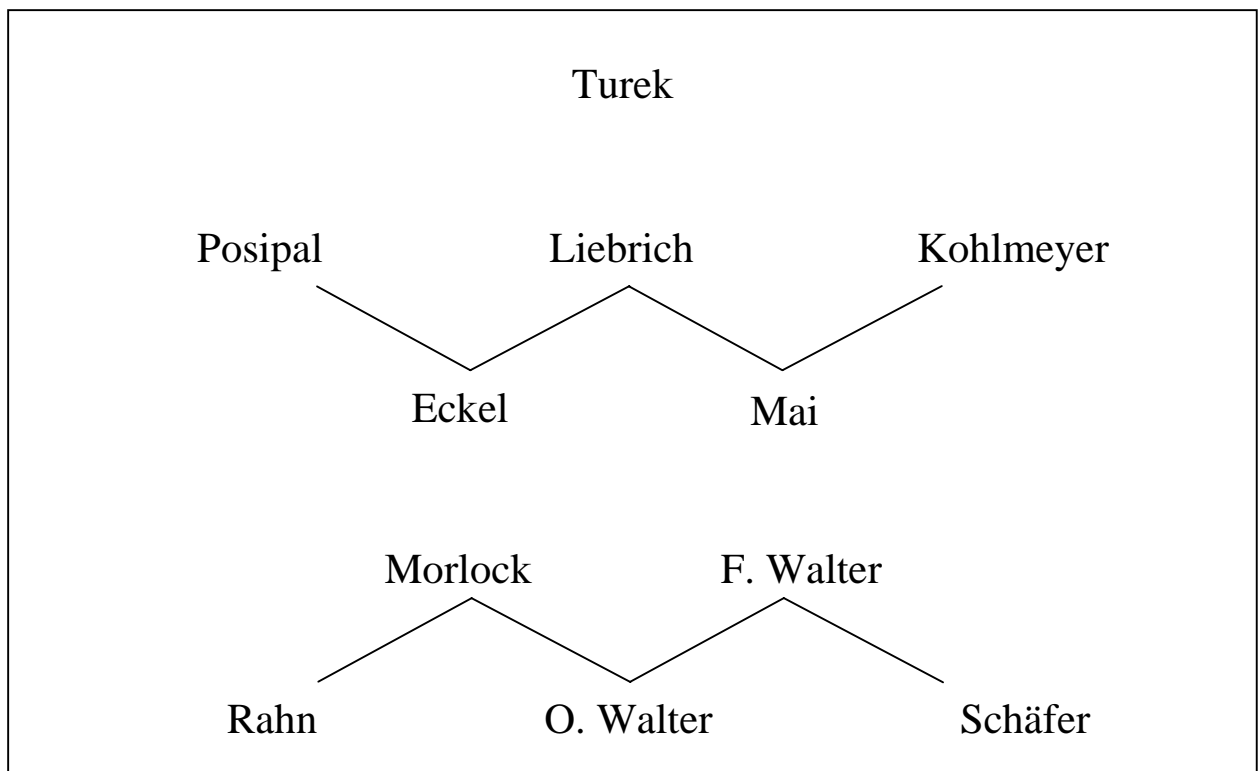 Turek
Posipal Liebrich Kohlmeyer
Eckel Mai
Morlock F. Walter
Rahn O. Walter Schäfer